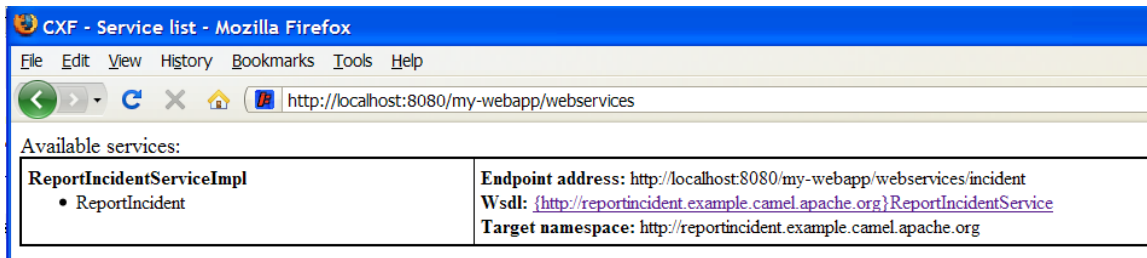 CXF - Service list - Mozilla Firefox
File Edit View History Bookmarks Tools Help
http://localhost:8080/my-webapp/webservices
Available services:
ReportIncidentServiceImpl
• ReportIncident
Endpoint address: http://localhost:8080/my-webapp/webservices/incident
Wsdl: {http://reportincident.example.camel.apache.org}ReportIncidentService
Target namespace: http://reportincident.example.camel.apache.org